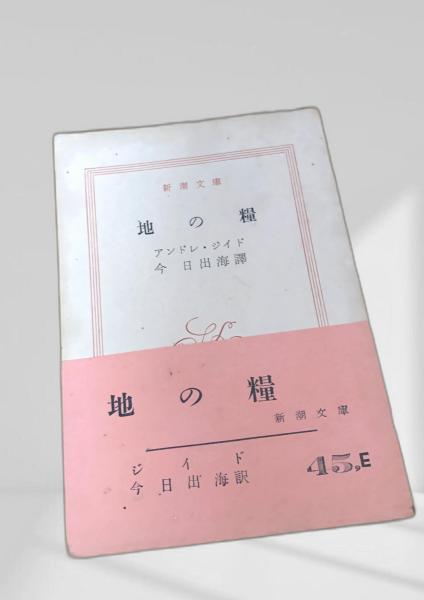 新潮文庫
地の糧
アンドレ・ジイド
今日出海譯
地の糧
新潮文庫
ジイド
今日出海訳
45,E